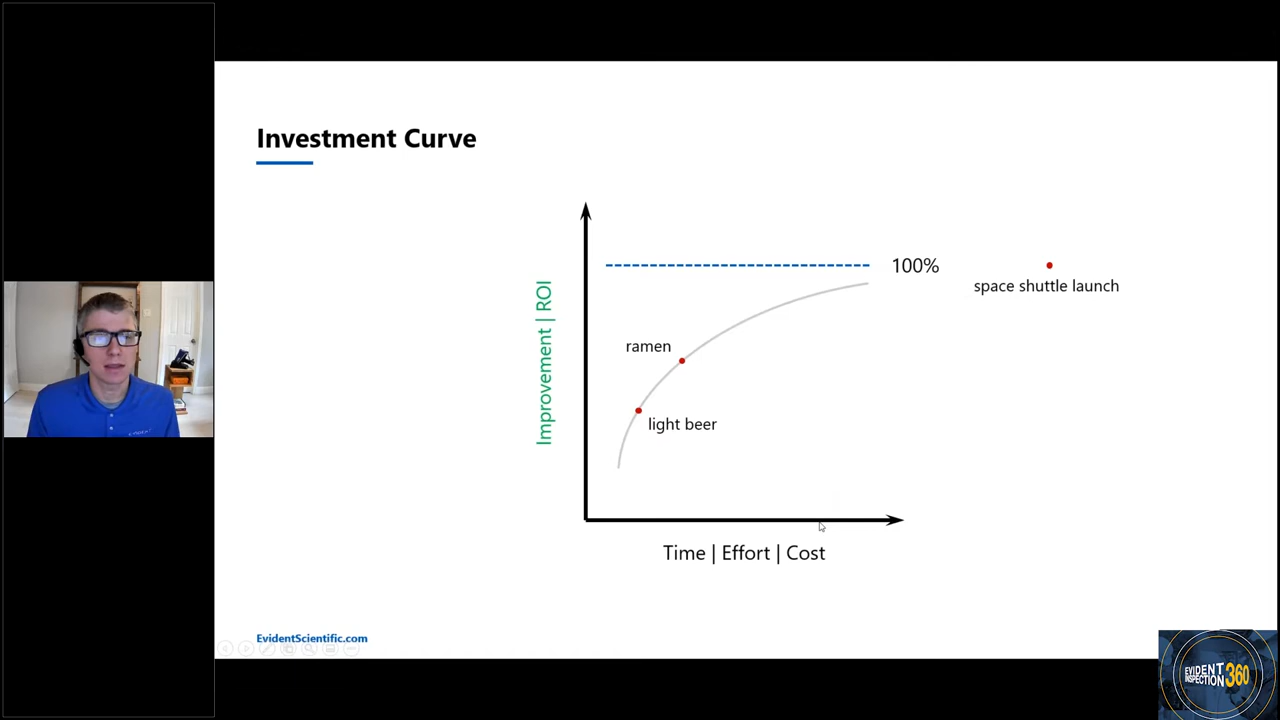 Investment Curve
100%
space shuttle launch
Improvement | ROI
ramen
light beer
Time | Effort | Cost
EvidentScientific.com
EVIDENT
INSPECTION
360